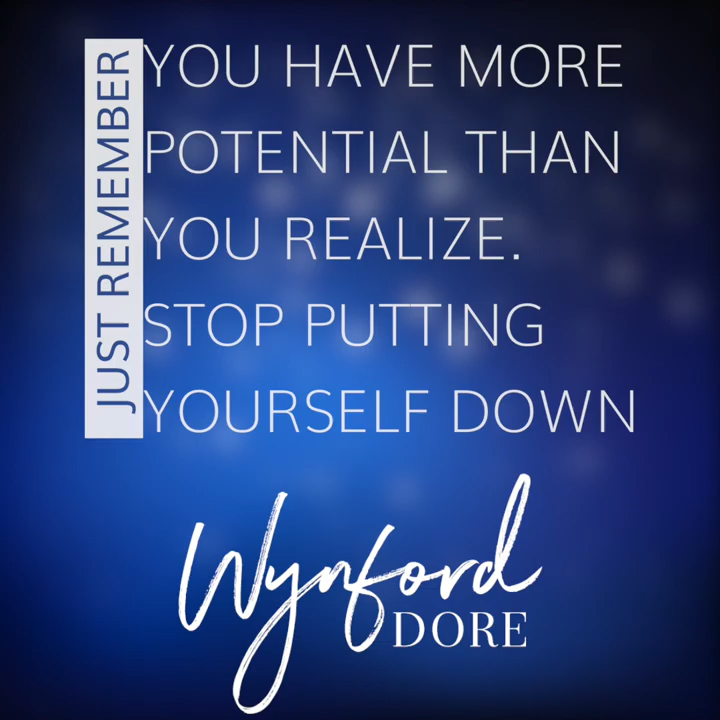 JUST REMEMBER
YOU HAVE MORE
POTENTIAL THAN
YOU REALIZE.
STOP PUTTING
YOURSELF DOWN
Wynford
DORE